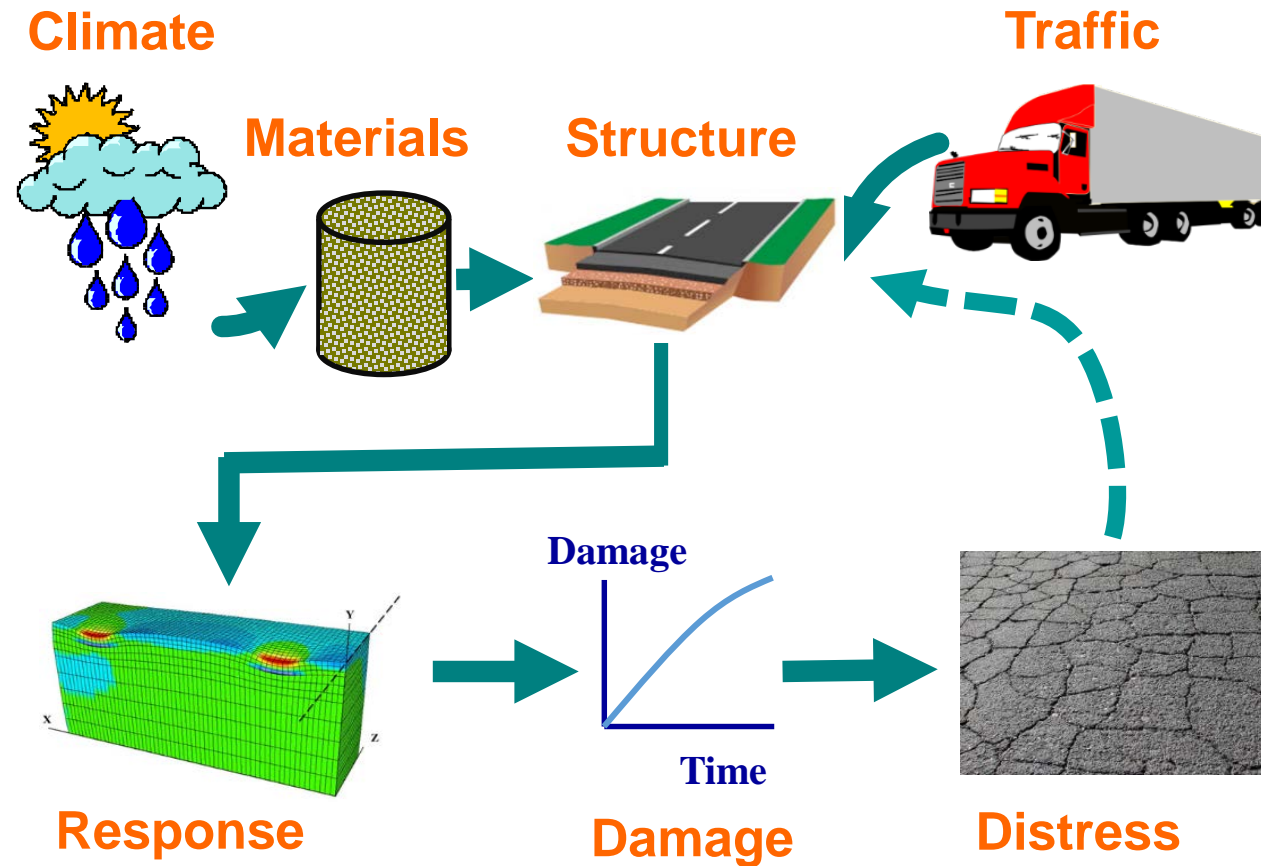 Climate
Traffic
Materials
Structure
Damage
Time
Y
X
Z
Response
Damage
Distress